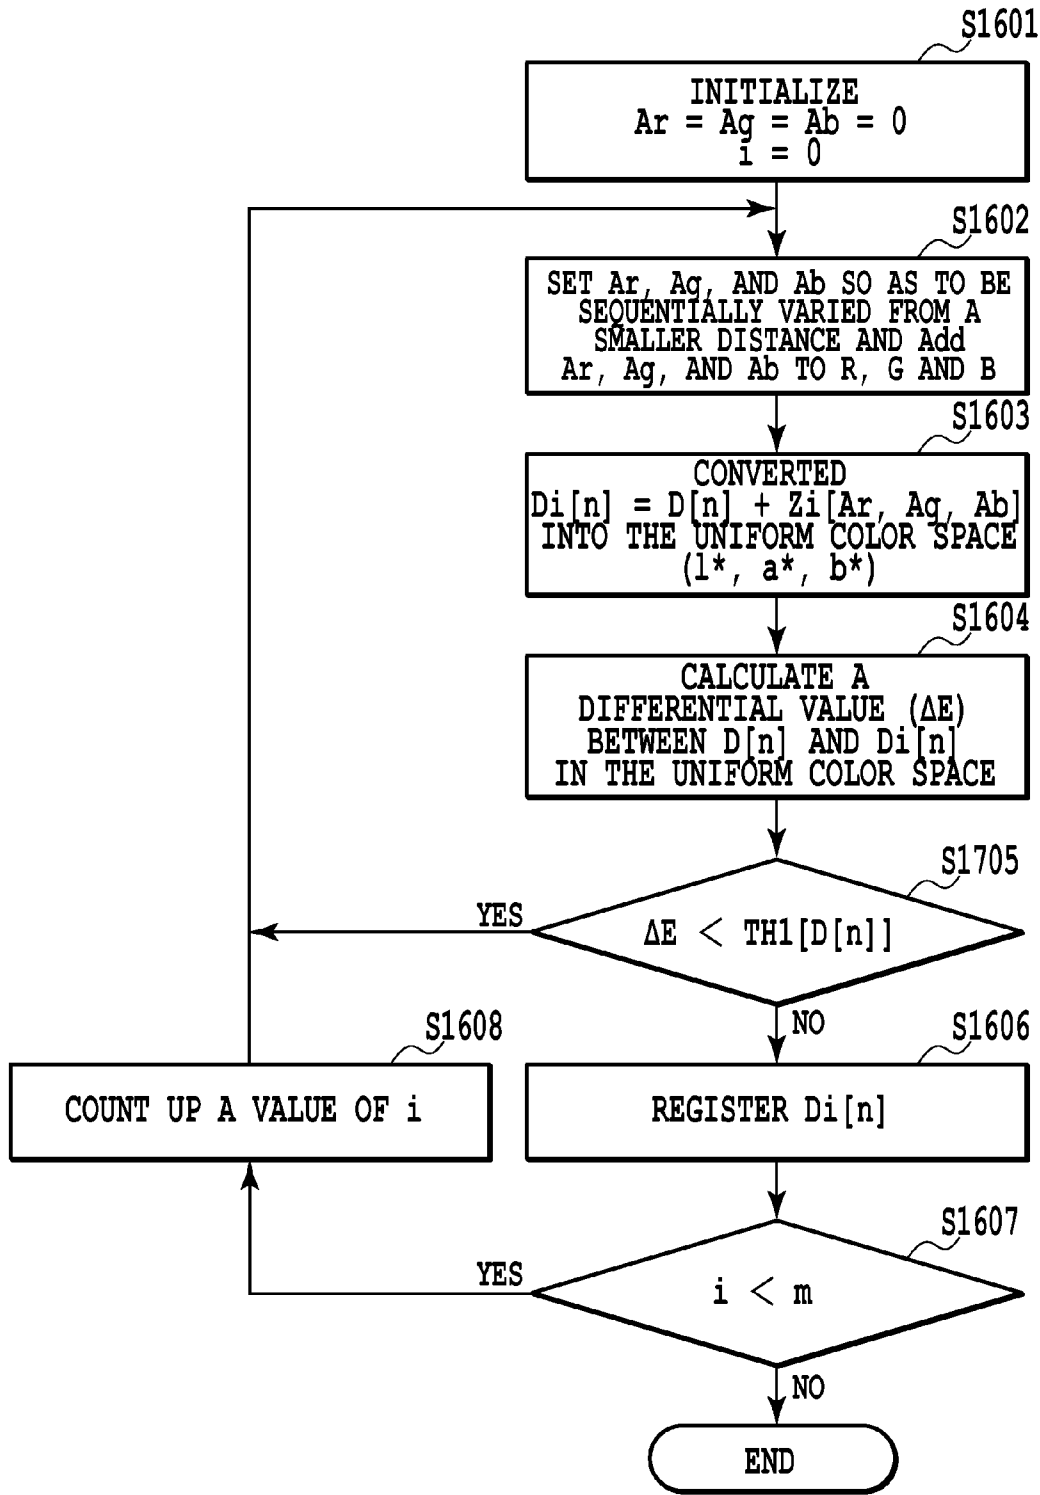 S1601
INITIALIZE
Ar = Ag = Ab = 0
i = 0
S1602
SET Ar, Ag, AND Ab SO AS TO BE
SEQUENTIALLY VARIED FROM A
SMALLER DISTANCE AND Add
Ar, Ag, AND Ab TO R, G AND B
S1603
CONVERTED
Di[n] = D[n] + Zi[Ar, Ag, Ab]
INTO THE UNIFORM COLOR SPACE
(l*, a*, b*)
S1604
CALCULATE A
DIFFERENTIAL VALUE (ΔE)
BETWEEN D[n] AND Di[n]
IN THE UNIFORM COLOR SPACE
S1705
YES
ΔE < TH1[D[n]]
NO
S1608
COUNT UP A VALUE OF i
S1606
REGISTER Di[n]
S1607
YES
i < m
NO
END